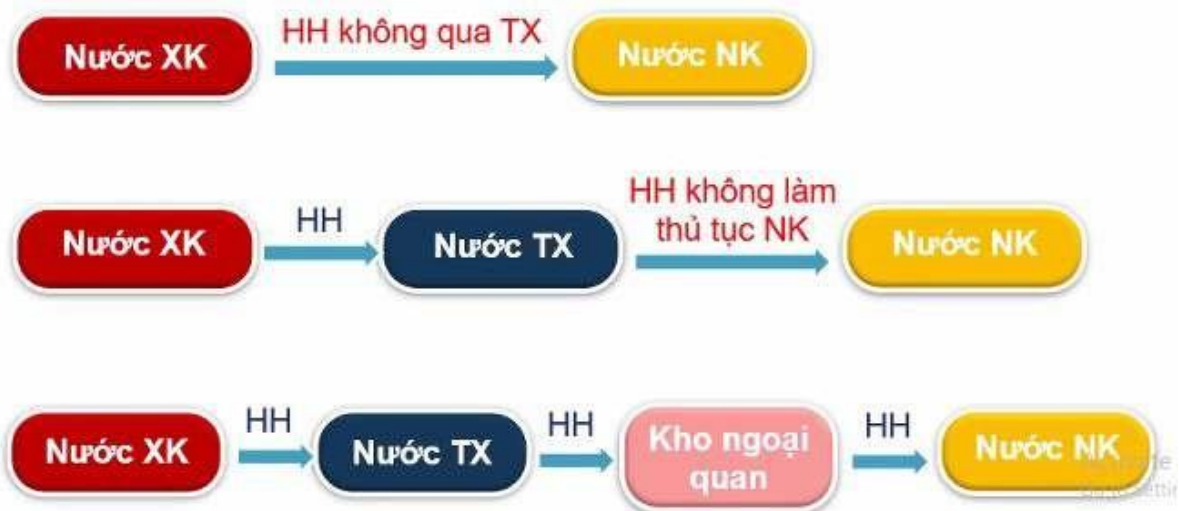 HH không qua TX
Nước XK
Nước NK
HH không làm
thủ tục NK
Nước XK
HH
Nước TX
Nước NK
HH
HH
HH
Nước XK
Nước TX
Kho ngoại
quan
Nước NK